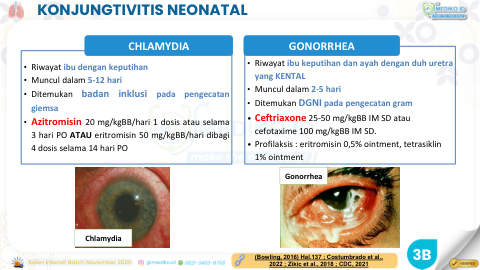 KONJUNGTIVITIS NEONATAL
CHLAMYDIA
• Riwayat ibu dengan keputihan
• Muncul dalam 5-12 hari
• Ditemukan badan inklusi pada pengecatan
giemsa
• Azitromisin 20 mg/kgBB/hari 1 dosis atau selama
3 hari PO ATAU eritromisin 50 mg/kgBB/hari dibagi
4 dosis selama 14 hari PO
Chlamydia
GONORRHEA
• Riwayat ibu keputihan dan ayah dengan duh uretra
yang KENTAL
• Muncul dalam 2-5 hari
• Ditemukan DGNI pada pengecatan gram
• Ceftriaxone 25-50 mg/kgBB IM SD atau
cefotaxime 100 mg/kgBB IM SD.
• Profilaksis : eritromisin 0,5% ointment, tetrasiklin
1% ointment
Gonorrhea
(Bowling, 2016) Hal.137 ; Costumbrado et al.,
2022 ; Zikic et al., 2018 ; CDC, 2021
3B